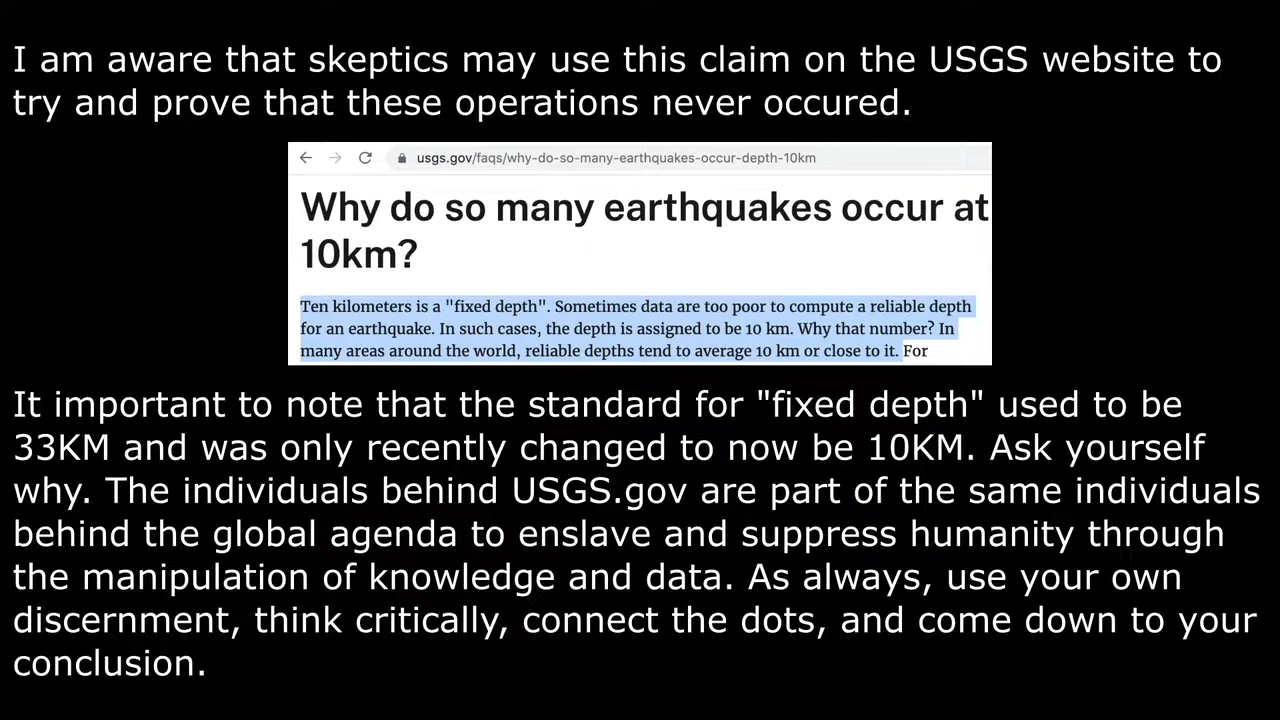 I am aware that skeptics may use this claim on the USGS website to
try and prove that these operations never occured.
usgs.gov/faqs/why-do-so-many-earthquakes-occur-depth-10km
Why do so many earthquakes occur at
10km?
Ten kilometers is a "fixed depth". Sometimes data are too poor to compute a reliable depth
for an earthquake. In such cases, the depth is assigned to be 10 km. Why that number? In
many areas around the world, reliable depths tend to average 10 km or close to it. For
It important to note that the standard for "fixed depth" used to be
33KM and was only recently changed to now be 10KM. Ask yourself
why. The individuals behind USGS.gov are part of the same individuals
behind the global agenda to enslave and suppress humanity through
the manipulation of knowledge and data. As always, use your own
discernment, think critically, connect the dots, and come down to your
conclusion.